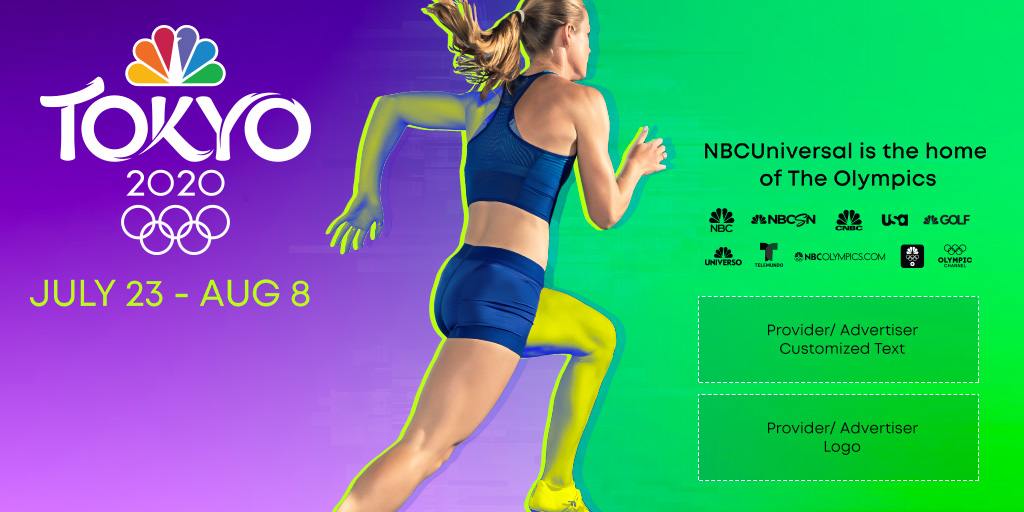 TOKYO
2020
JULY 23 - AUG 8
NBCUniversal is the home
of The Olympics
NBC
NBCSN
CNBC
USA
GOLF
UNIVERSO
TELEMUNDO
NBCOLYMPICS.COM
OLYMPIC
CHANNEL
Provider/ Advertiser
Customized Text
Provider/ Advertiser
Logo